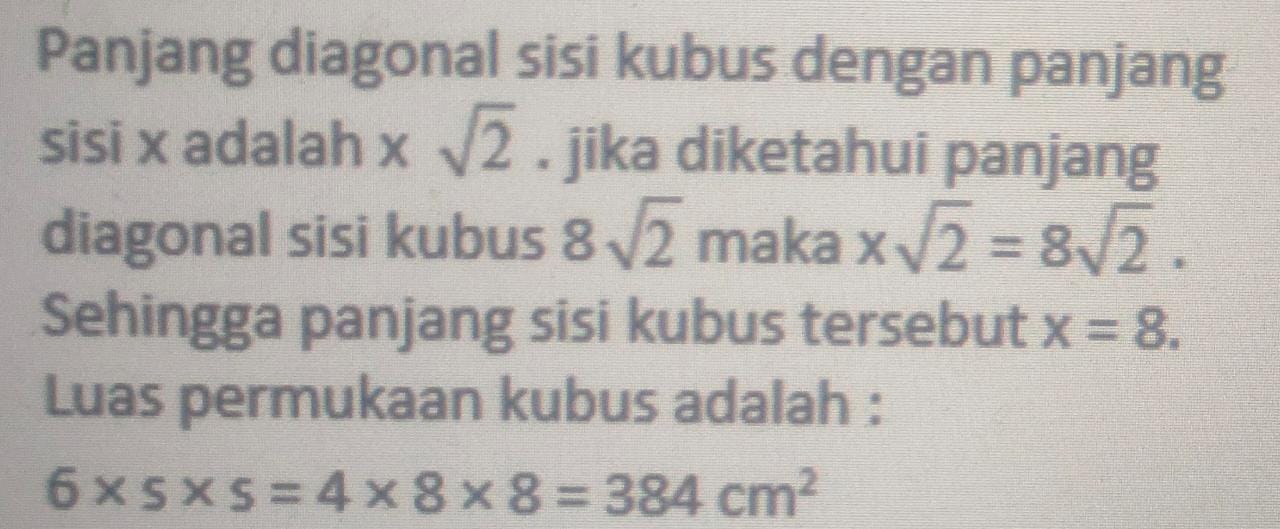 Panjang diagonal sisi kubus dengan panjang
sisi x adalah x √2 . jika diketahui panjang
diagonal sisi kubus 8 √2 maka x√2 = 8√2 .
Sehingga panjang sisi kubus tersebut x = 8.
Luas permukaan kubus adalah :
6 × s × s = 4 × 8 × 8 = 384 cm²